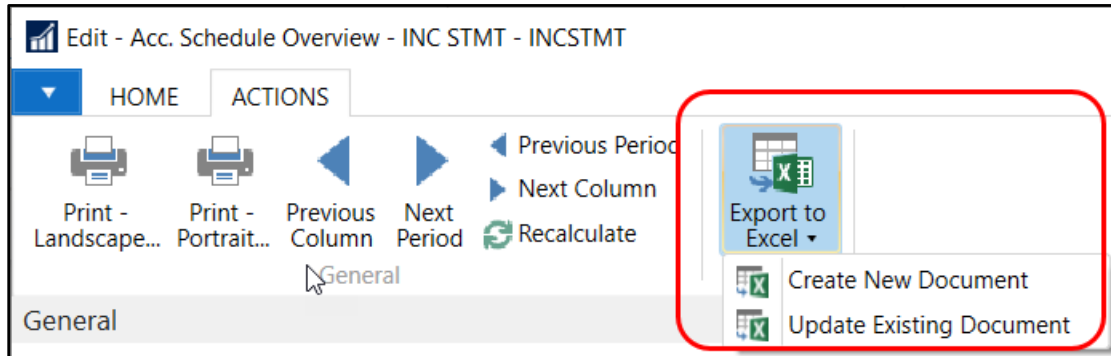 Edit - Acc. Schedule Overview - INC STMT - INCSTMT
HOME
ACTIONS
Print -
Landscape...
Print -
Portrait...
Previous
Column
Next
Period
Previous Period
Next Column
Recalculate
General
Export to
Excel
Create New Document
Update Existing Document
General